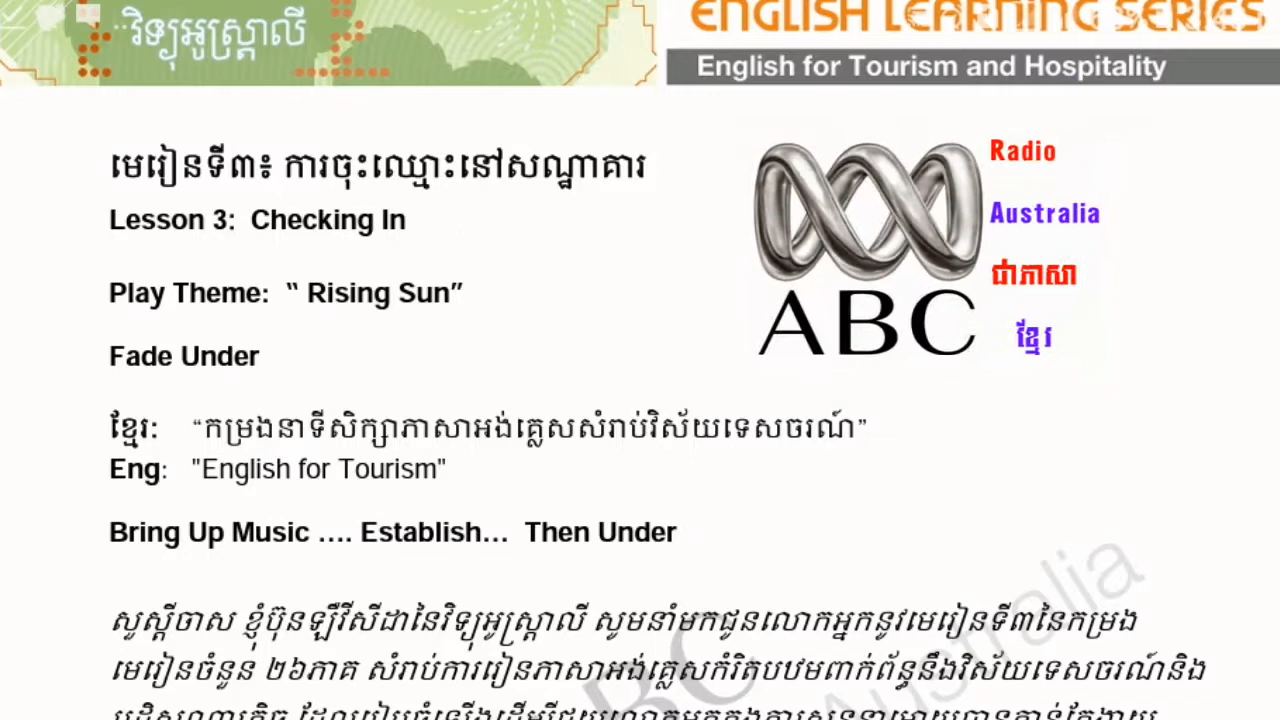 វិទ្យុអូស្ត្រាលី
ENGLISH LEARNING SERIES
English for Tourism and Hospitality
មេរៀនទី៣៖ ការចុះឈ្មោះនៅសណ្ឋាគារ
Lesson 3: Checking In
Play Theme: “ Rising Sun”
Fade Under
ខ្មែរ: “កម្រងនាទីសិក្សាភាសាអង់គ្លេសសំរាប់វិស័យទេសចរណ៍”
Eng: "English for Tourism"
Bring Up Music …. Establish… Then Under
Radio
Australia
ជាភាសា
ខ្មែរ
ABC
សួស្តីចាស ខ្ញុំប៊ុនឡឺវីសីដានៃវិទ្យុអូស្ត្រាលី សូមនាំមកជូនលោកអ្នកនូវមេរៀនទី៣នៃកម្រង
មេរៀនចំនួន ២៦ភាគ សំរាប់ការរៀនភាសាអង់គ្លេសកំរិតបឋមពាក់ព័ន្ធនឹងវិស័យទេសចរណ៍និង
ABC Australia